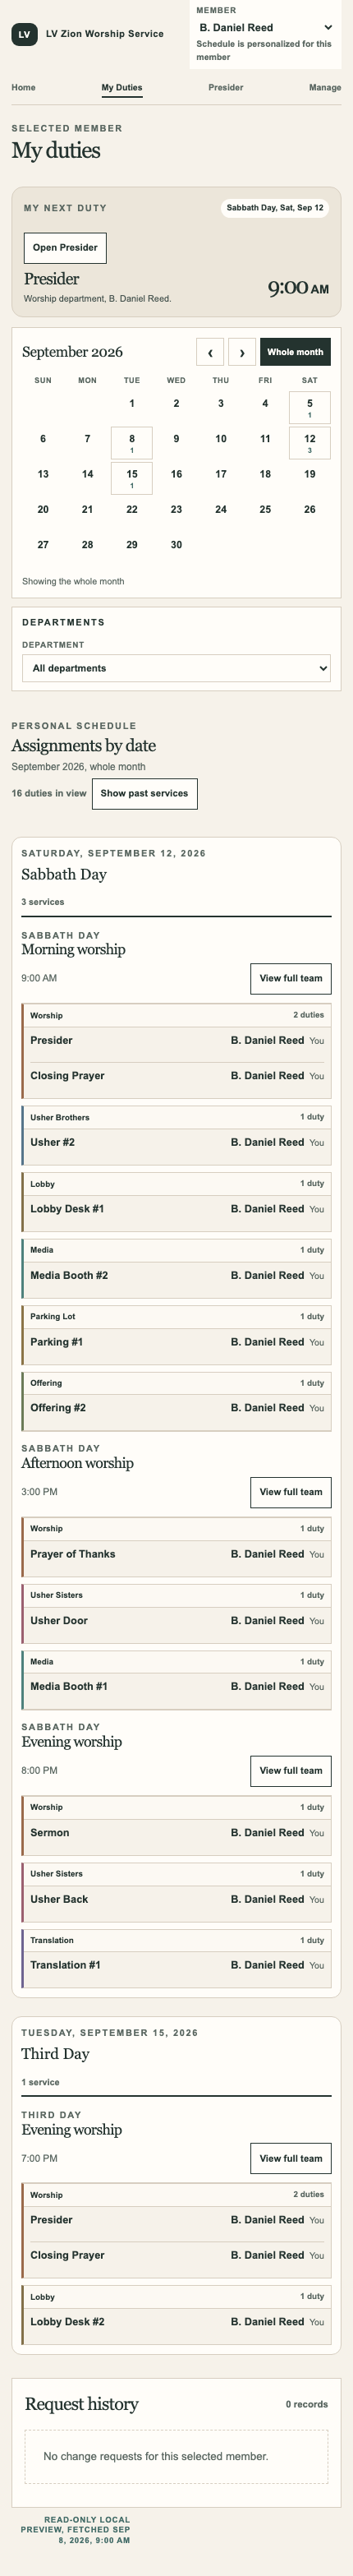 LV
LV Zion Worship Service
MEMBER
B. Daniel Reed
Schedule is personalized for this
member
Home
My Duties
Presider
Manage
SELECTED MEMBER
My duties
MY NEXT DUTY
Sabbath Day, Sat, Sep 12
Open Presider
Presider
Worship department, B. Daniel Reed.
9:00 AM
September 2026
‹
›
Whole month
SUN MON TUE WED THU FRI SAT
1 2 3 4 5
1
6 7 8 9 10 11 12
1 3
13 14 15 16 17 18 19
1
20 21 22 23 24 25 26
27 28 29 30
Showing the whole month
DEPARTMENTS
DEPARTMENT
All departments
PERSONAL SCHEDULE
Assignments by date
September 2026, whole month
16 duties in view
Show past services
SATURDAY, SEPTEMBER 12, 2026
Sabbath Day
3 services
SABBATH DAY
Morning worship
9:00 AM
View full team
Worship 2 duties
Presider B. Daniel Reed You
Closing Prayer B. Daniel Reed You
Usher Brothers 1 duty
Usher #2 B. Daniel Reed You
Lobby 1 duty
Lobby Desk #1 B. Daniel Reed You
Media 1 duty
Media Booth #2 B. Daniel Reed You
Parking Lot 1 duty
Parking #1 B. Daniel Reed You
Offering 1 duty
Offering #2 B. Daniel Reed You
SABBATH DAY
Afternoon worship
3:00 PM
View full team
Worship 1 duty
Prayer of Thanks B. Daniel Reed You
Usher Sisters 1 duty
Usher Door B. Daniel Reed You
Media 1 duty
Media Booth #1 B. Daniel Reed You
SABBATH DAY
Evening worship
8:00 PM
View full team
Worship 1 duty
Sermon B. Daniel Reed You
Usher Sisters 1 duty
Usher Back B. Daniel Reed You
Translation 1 duty
Translation #1 B. Daniel Reed You
TUESDAY, SEPTEMBER 15, 2026
Third Day
1 service
THIRD DAY
Evening worship
7:00 PM
View full team
Worship 2 duties
Presider B. Daniel Reed You
Closing Prayer B. Daniel Reed You
Lobby 1 duty
Lobby Desk #2 B. Daniel Reed You
Request history
0 records
No change requests for this selected member.
READ-ONLY LOCAL
PREVIEW, FETCHED SEP
8, 2026, 9:00 AM